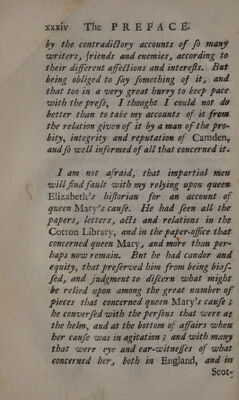 xxxiv The PREFACE.
by the contradictory accounts of ſo many
writers, friends and enemies, according to
their different affections and intereſts. But
being obliged to ſay ſomething of it, and
that too in a very great hurry to keep pace
with the preſs, I thought I could not do
better than to take my accounts of it from
the relation given of it by a man of the pro-
bity, integrity and reputation of Camden,
and ſo well informed of all that concerned it.
I am not afraid, that impartial men
will find fault with my relying upon queen
Elizabeth's hiſtorian for an account of
queen Mary's cauſe. He had ſeen all the
papers, letters, acts and relations in the
Cotton Library, and in the paper-office that
concerned queen Mary, and more than per-
haps now remain. But he had candor and
equity, that preſerved him from being biaſ-
ſed, and judgment to diſcern what might
be relied upon among the great number of
pieces that concerned queen Mary's cauſe ;
he converſed with the perſons that were at
the helm, and at the bottom of affairs when
her cauſe was in agitation ; and with many
that were eye and ear-witneſſes of what
concerned her, both in England, and in
Scot-